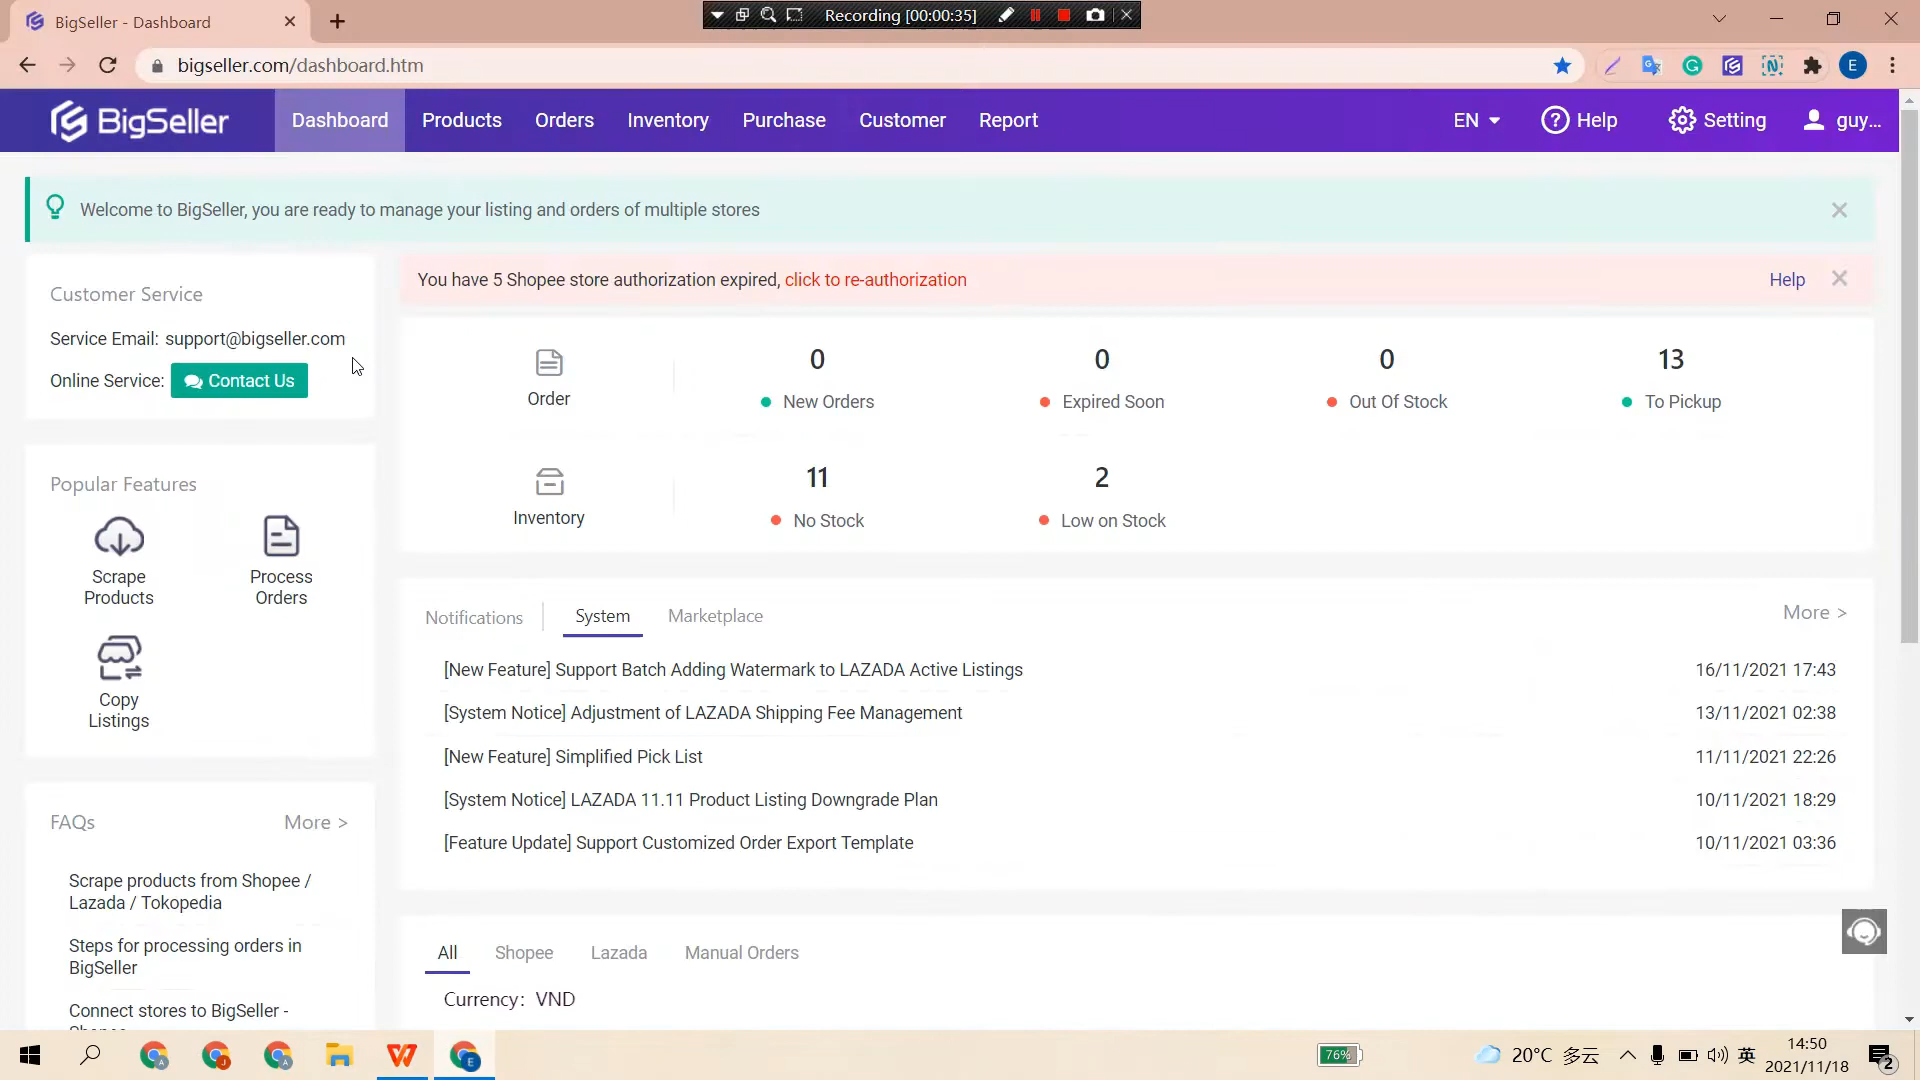 BigSeller - Dashboard
Recording [00:00:35]
bigseller.com/dashboard.htm
E
BigSeller
Dashboard
Products
Orders
Inventory
Purchase
Customer
Report
EN
Help
Setting
guy...
Welcome to BigSeller, you are ready to manage your listing and orders of multiple stores
Customer Service
Service Email: support@bigseller.com
Online Service: Contact Us
You have 5 Shopee store authorization expired, click to re-authorization
Help
Order
0
New Orders
0
Expired Soon
0
Out Of Stock
13
To Pickup
Inventory
11
No Stock
2
Low on Stock
Popular Features
Scrape
Products
Process
Orders
Copy
Listings
Notifications
System
Marketplace
More >
[New Feature] Support Batch Adding Watermark to LAZADA Active Listings 16/11/2021 17:43
[System Notice] Adjustment of LAZADA Shipping Fee Management 13/11/2021 02:38
[New Feature] Simplified Pick List 11/11/2021 22:26
[System Notice] LAZADA 11.11 Product Listing Downgrade Plan 10/11/2021 18:29
[Feature Update] Support Customized Order Export Template 10/11/2021 03:36
FAQs
More >
Scrape products from Shopee /
Lazada / Tokopedia
Steps for processing orders in
BigSeller
Connect stores to BigSeller -
All
Shopee
Lazada
Manual Orders
Currency: VND
76%
20°C 多云
英
14:50
2021/11/18
2